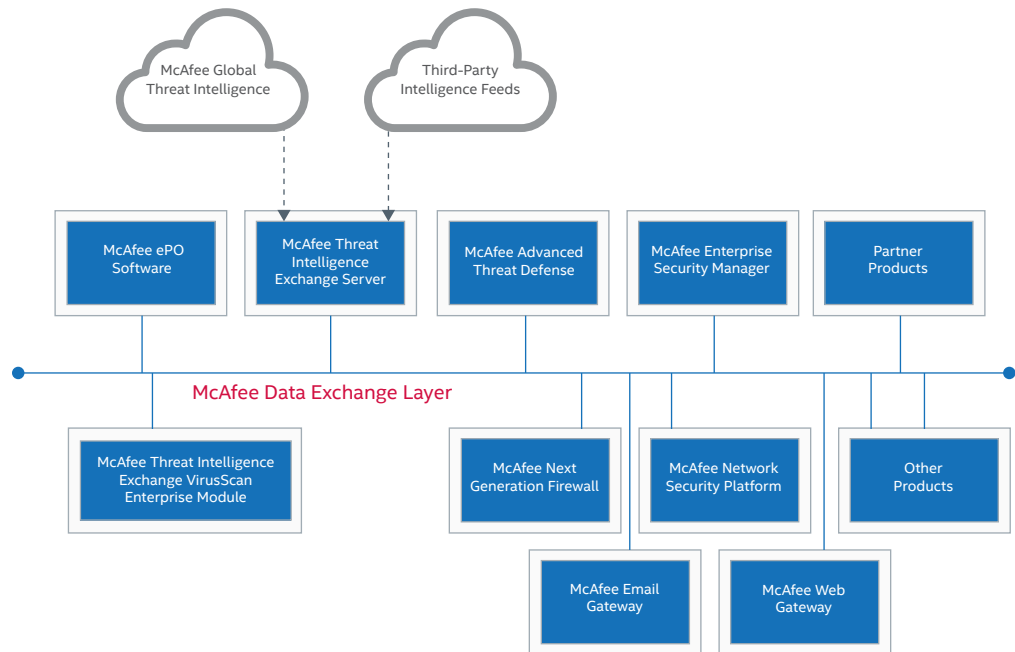 McAfee Global
Threat Intelligence
Third-Party
Intelligence Feeds
McAfee ePO
Software
McAfee Threat
Intelligence
Exchange Server
McAfee Advanced
Threat Defense
McAfee Enterprise
Security Manager
Partner
Products
McAfee Data Exchange Layer
McAfee Threat Intelligence
Exchange VirusScan
Enterprise Module
McAfee Next
Generation Firewall
McAfee Network
Security Platform
Other
Products
McAfee Email
Gateway
McAfee Web
Gateway